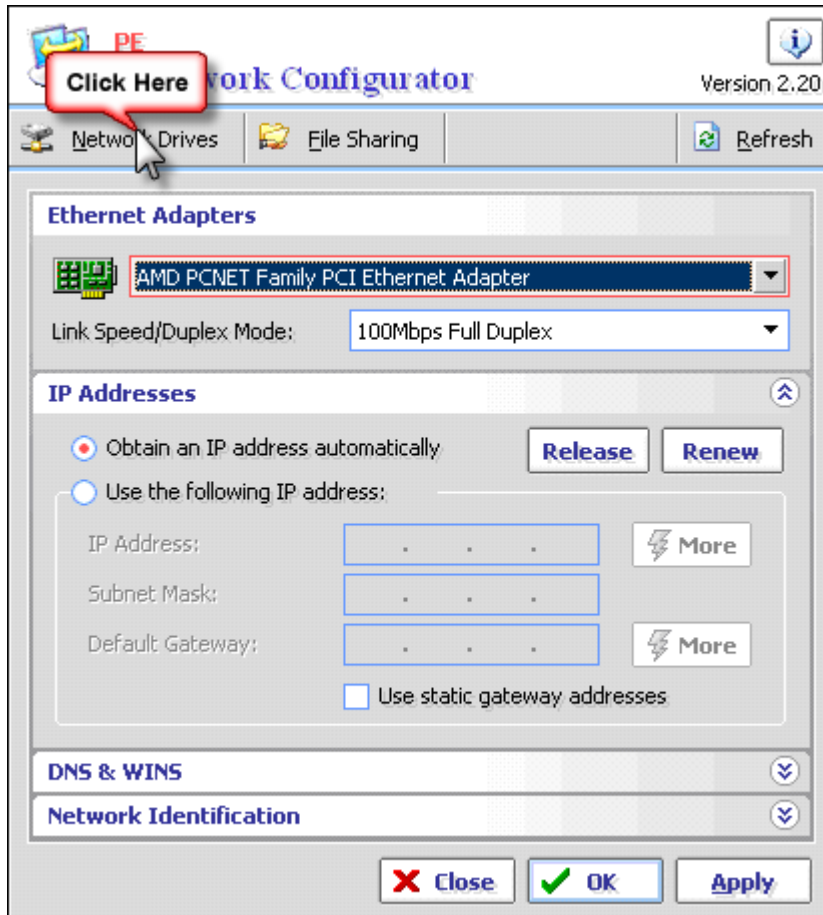 PE
work Configurator
Click Here
Version 2.20
Network Drives
File Sharing
Refresh
Ethernet Adapters
AMD PCNET Family PCI Ethernet Adapter
Link Speed/Duplex Mode: 100Mbps Full Duplex
IP Addresses
Obtain an IP address automatically Release Renew
Use the following IP address:
IP Address: . . . More
Subnet Mask: . . .
Default Gateway: . . . More
Use static gateway addresses
DNS & WINS
Network Identification
Close OK Apply